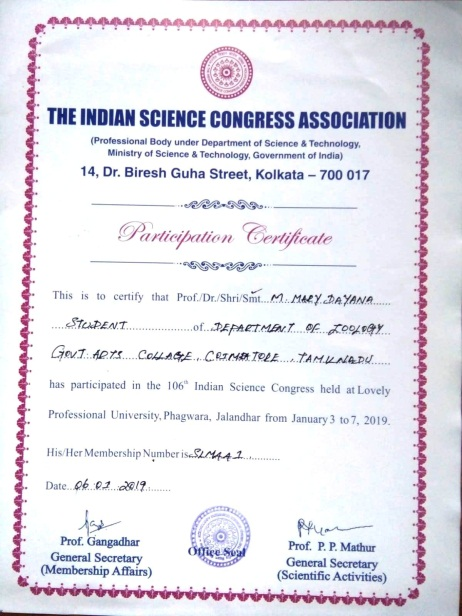 THE INDIAN SCIENCE CONGRESS ASSOCIATION
(Professional Body under Department of Science & Technology,
Ministry of Science & Technology, Government of India)
14, Dr. Biresh Guha Street, Kolkata – 700 017
Participation Certificate
This is to certify that Prof./Dr./Shri/Smt. M. MARY DAYANA
STUDENT of DEPARTMENT OF ZOOLOGY
GOVT. ARTS COLLAGE, COIMBATORE, TAMILNADU
has participated in the 106th Indian Science Congress held at Lovely
Professional University, Phagwara, Jalandhar from January 3 to 7, 2019.
His/Her Membership Number is
Date 06 01 2019
Prof. Gangadhar
General Secretary
(Membership Affairs)
Office Seal
Prof. P. P. Mathur
General Secretary
(Scientific Activities)